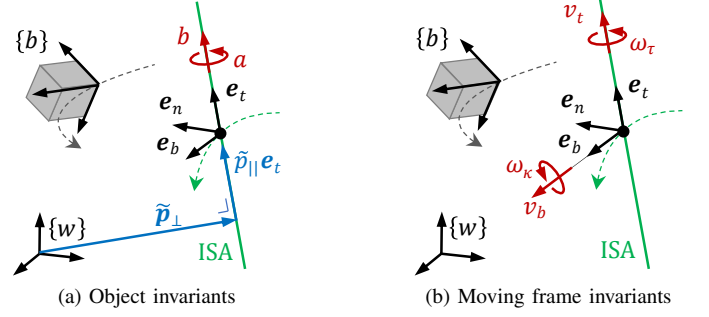 {b}
b
a
e_t
e_n
e_b
p̃_|| e_t
p̃_⊥
{w}
ISA
(a) Object invariants
{b}
v_t
ω_τ
e_t
e_n
e_b
ω_κ
v_b
{w}
ISA
(b) Moving frame invariants